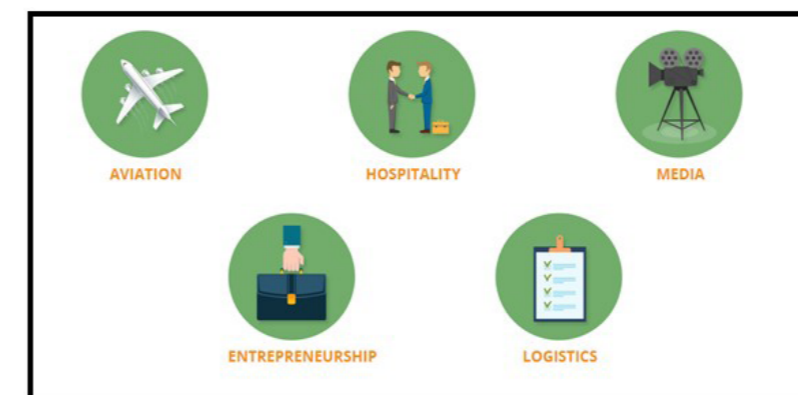 AVIATION
HOSPITALITY
MEDIA
ENTREPRENEURSHIP
LOGISTICS